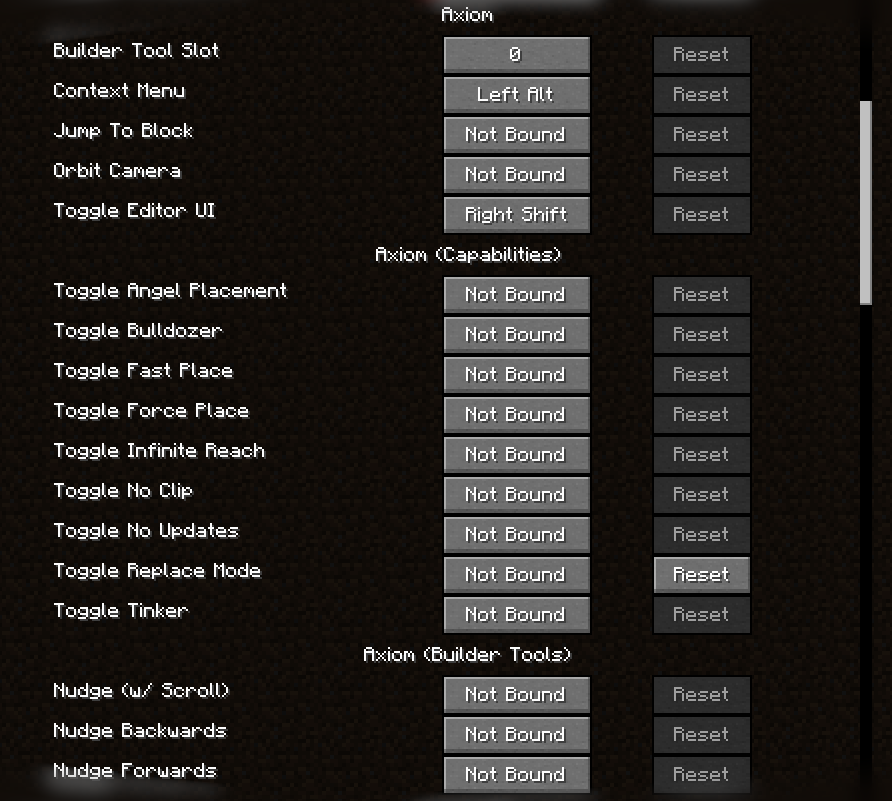 Axiom
Builder Tool Slot 0 Reset
Context Menu Left Alt Reset
Jump To Block Not Bound Reset
Orbit Camera Not Bound Reset
Toggle Editor UI Right Shift Reset
Axiom (Capabilities)
Toggle Angel Placement Not Bound Reset
Toggle Bulldozer Not Bound Reset
Toggle Fast Place Not Bound Reset
Toggle Force Place Not Bound Reset
Toggle Infinite Reach Not Bound Reset
Toggle No Clip Not Bound Reset
Toggle No Updates Not Bound Reset
Toggle Replace Mode Not Bound Reset
Toggle Tinker Not Bound Reset
Axiom (Builder Tools)
Nudge (w/ Scroll) Not Bound Reset
Nudge Backwards Not Bound Reset
Nudge Forwards Not Bound Reset